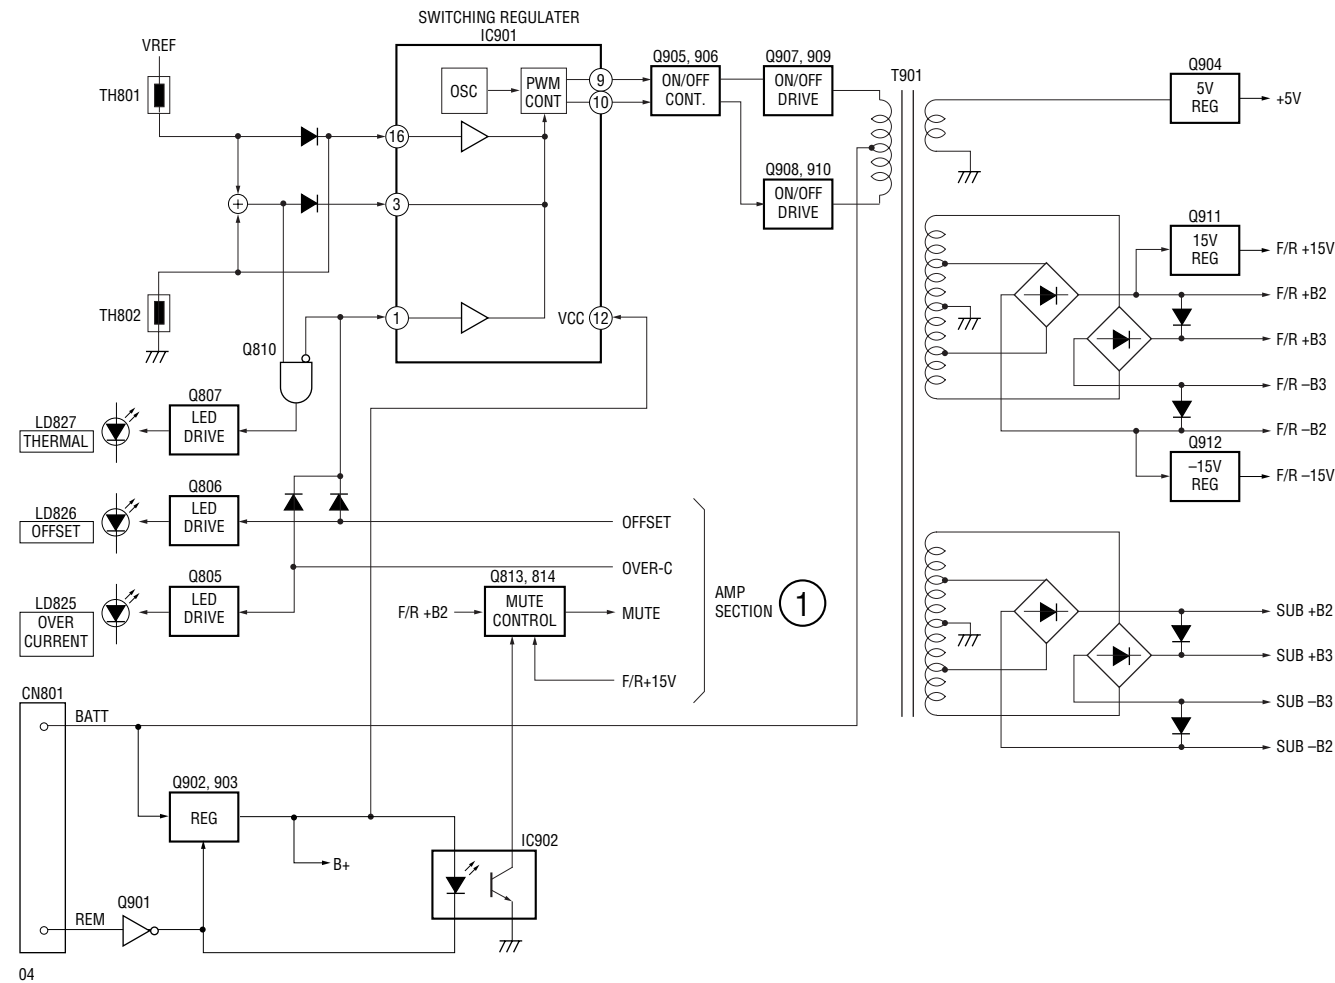 SWITCHING REGULATER
IC901
VREF
TH801
OSC
PWM
CONT
9
10
16
3
1
VCC
12
+
TH802
Q905, 906
ON/OFF
CONT.
Q907, 909
ON/OFF
DRIVE
Q908, 910
ON/OFF
DRIVE
T901
Q904
5V
REG
+5V
Q911
15V
REG
F/R +15V
F/R +B2
F/R +B3
F/R –B3
F/R –B2
Q912
–15V
REG
F/R –15V
SUB +B2
SUB +B3
SUB –B3
SUB –B2
Q810
Q807
LED
DRIVE
LD827
THERMAL
Q806
LED
DRIVE
LD826
OFFSET
Q805
LED
DRIVE
LD825
OVER
CURRENT
OFFSET
OVER-C
Q813, 814
MUTE
CONTROL
F/R +B2
MUTE
F/R+15V
AMP
SECTION
1
CN801
BATT
Q902, 903
REG
B+
IC902
REM
Q901
04